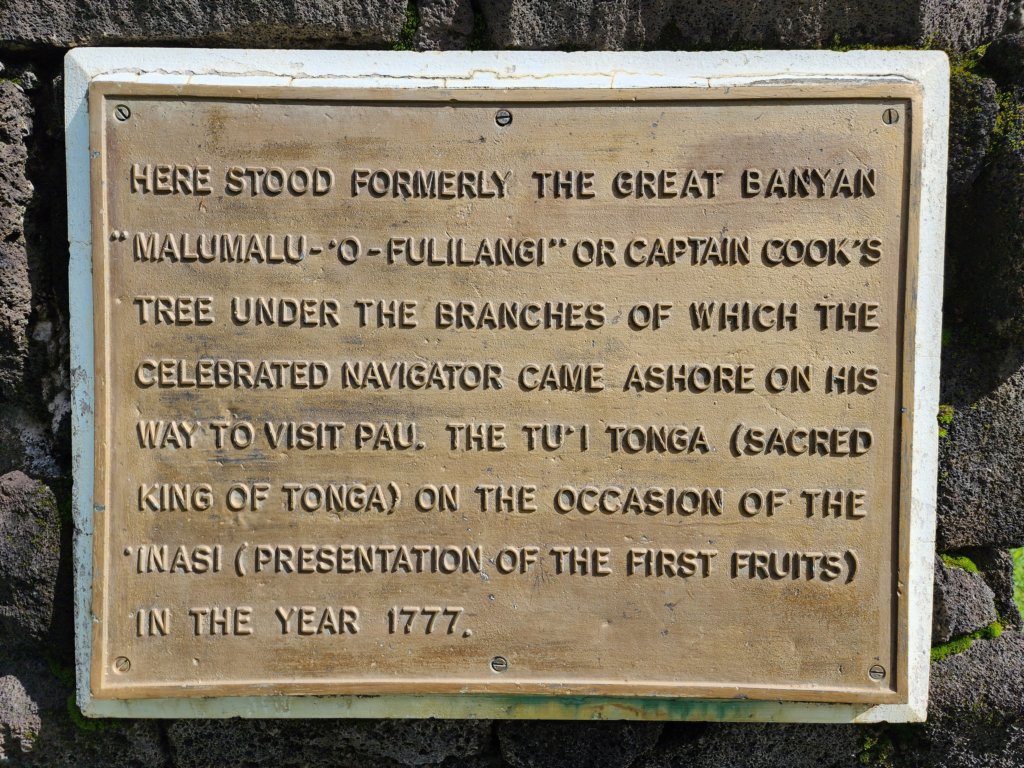 HERE STOOD FORMERLY THE GREAT BANYAN
"MALUMALU-'O-FULILANGI" OR CAPTAIN COOK'S
TREE UNDER THE BRANCHES OF WHICH THE
CELEBRATED NAVIGATOR CAME ASHORE ON HIS
WAY TO VISIT PAU. THE TU'I TONGA (SACRED
KING OF TONGA) ON THE OCCASION OF THE
'INASI (PRESENTATION OF THE FIRST FRUITS)
IN THE YEAR 1777.